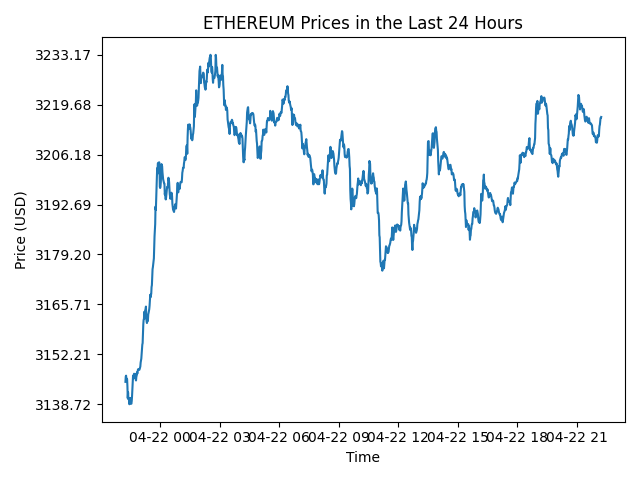 ETHEREUM Prices in the Last 24 Hours
Price (USD)
3233.17
3219.68
3206.18
3192.69
3179.20
3165.71
3152.21
3138.72
04-22 00 04-22 03 04-22 06 04-22 09 04-22 12 04-22 15 04-22 18 04-22 21
Time